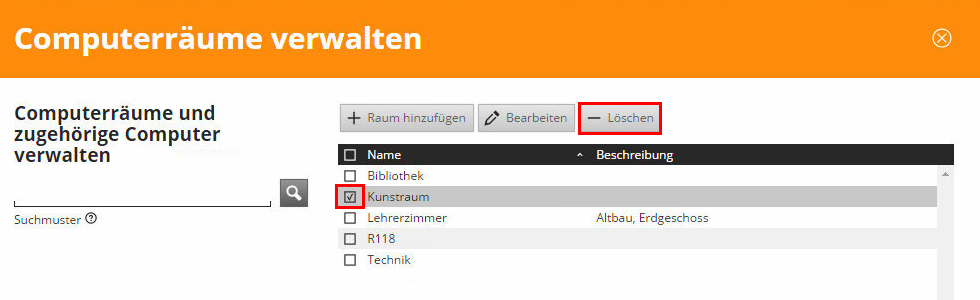 Computerräume verwalten
Computerräume und
zugehörige Computer
verwalten
Suchmuster
Raum hinzufügen Bearbeiten Löschen
Name Beschreibung
Bibliothek
Kunstraum
Lehrerzimmer Altbau, Erdgeschoss
R118
Technik